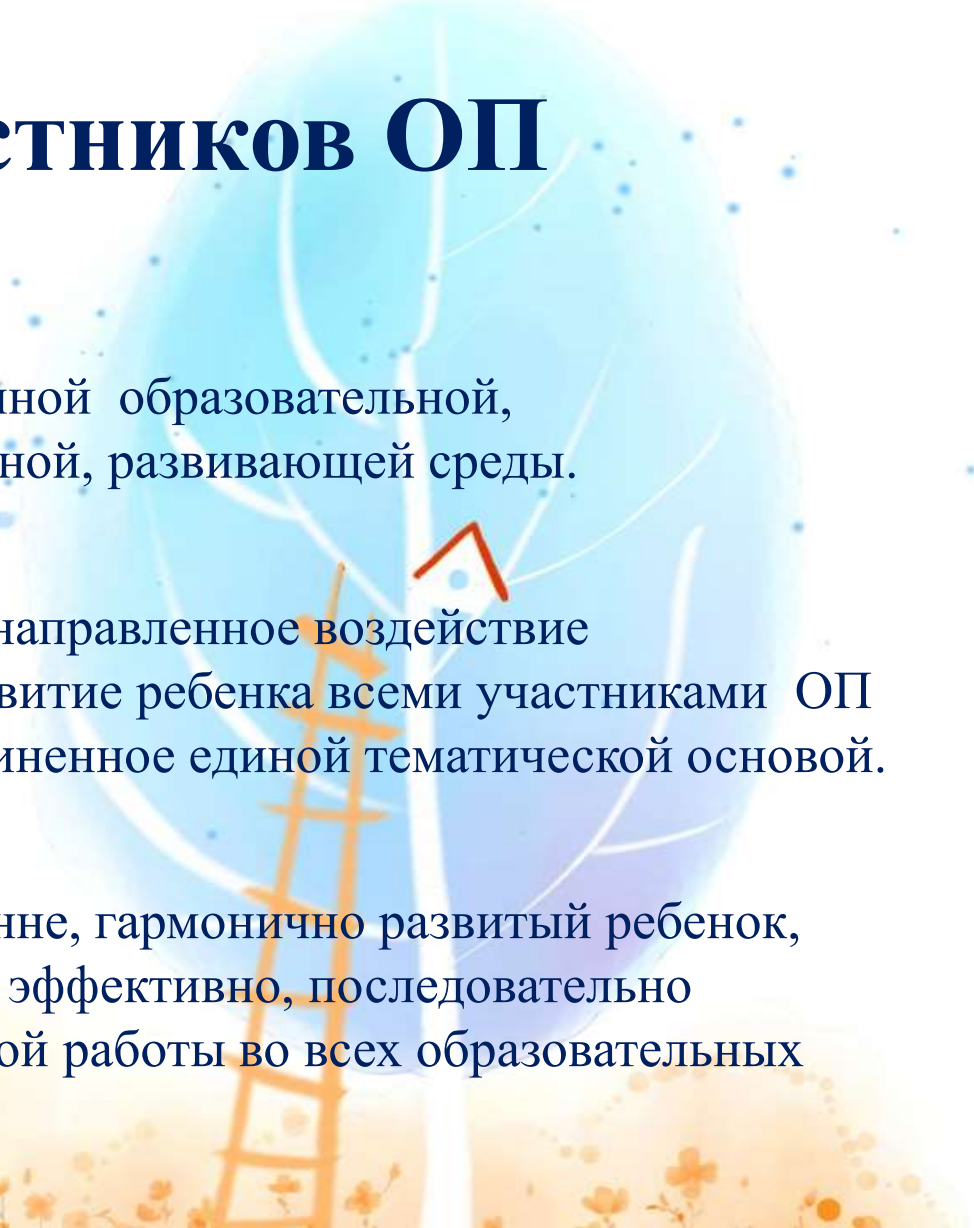 стников ОП
нной образовательной,
ной, развивающей среды.
направленное воздействие
витие ребенка всеми участниками ОП
иненное единой тематической основой.
нне, гармонично развитый ребенок,
эффективно, последовательно
ой работы во всех образовательных